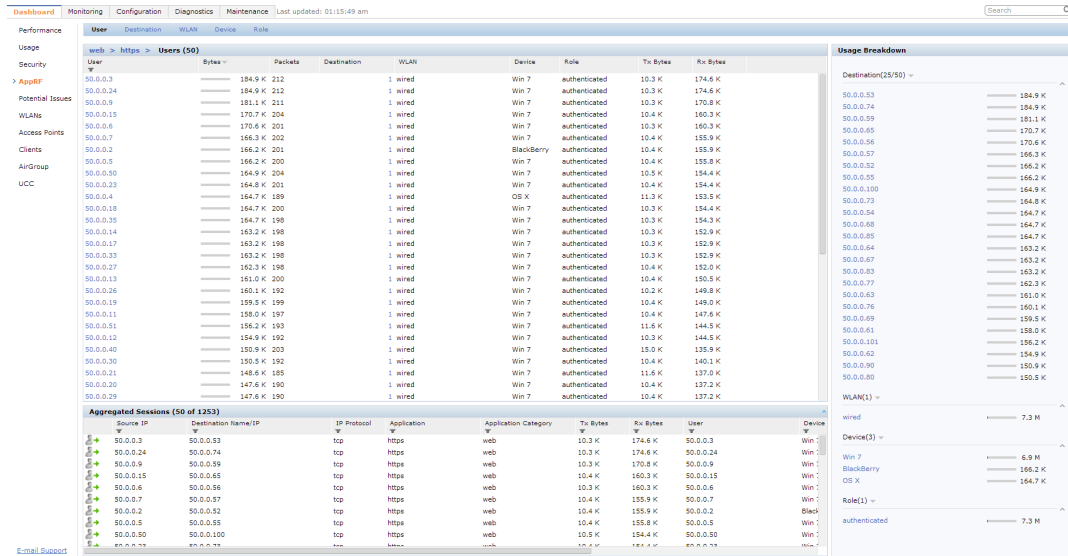 Dashboard Monitoring Configuration Diagnostics Maintenance Last updated: 01:15:49 am Search
Performance
Usage
Security
> AppRF
Potential Issues
WLANs
Access Points
Clients
AirGroup
UCC
E-mail Support
User Destination WLAN Device Role
web > https > Users (50)
User Bytes Packets Destination WLAN Device Role Tx Bytes Rx Bytes
50.0.0.3 184.9 K 212 1 wired Win 7 authenticated 10.3 K 174.6 K
50.0.0.24 184.9 K 212 1 wired Win 7 authenticated 10.3 K 174.6 K
50.0.0.9 181.1 K 211 1 wired Win 7 authenticated 10.3 K 170.8 K
50.0.0.15 170.7 K 204 1 wired Win 7 authenticated 10.4 K 160.3 K
50.0.0.6 170.6 K 201 1 wired Win 7 authenticated 10.3 K 160.3 K
50.0.0.7 166.3 K 202 1 wired Win 7 authenticated 10.4 K 155.9 K
50.0.0.2 166.2 K 201 1 wired BlackBerry authenticated 10.4 K 155.9 K
50.0.0.5 166.2 K 200 1 wired Win 7 authenticated 10.4 K 155.8 K
50.0.0.50 164.9 K 204 1 wired Win 7 authenticated 10.5 K 154.4 K
50.0.0.23 164.8 K 201 1 wired Win 7 authenticated 10.4 K 154.4 K
50.0.0.4 164.7 K 189 1 wired OS X authenticated 11.3 K 153.5 K
50.0.0.18 164.7 K 200 1 wired Win 7 authenticated 10.3 K 154.4 K
50.0.0.35 164.7 K 198 1 wired Win 7 authenticated 10.3 K 154.3 K
50.0.0.14 163.2 K 198 1 wired Win 7 authenticated 10.3 K 152.9 K
50.0.0.17 163.2 K 198 1 wired Win 7 authenticated 10.3 K 152.9 K
50.0.0.33 163.2 K 198 1 wired Win 7 authenticated 10.3 K 152.9 K
50.0.0.27 162.3 K 198 1 wired Win 7 authenticated 10.4 K 152.0 K
50.0.0.13 161.0 K 200 1 wired Win 7 authenticated 10.4 K 150.5 K
50.0.0.26 160.1 K 192 1 wired Win 7 authenticated 10.2 K 149.8 K
50.0.0.19 159.5 K 199 1 wired Win 7 authenticated 10.4 K 149.0 K
50.0.0.11 158.0 K 197 1 wired Win 7 authenticated 10.4 K 147.6 K
50.0.0.51 156.2 K 193 1 wired Win 7 authenticated 11.6 K 144.5 K
50.0.0.12 154.9 K 192 1 wired Win 7 authenticated 10.3 K 144.5 K
50.0.0.40 150.9 K 203 1 wired Win 7 authenticated 15.0 K 135.9 K
50.0.0.30 150.5 K 192 1 wired Win 7 authenticated 10.4 K 140.1 K
50.0.0.21 148.6 K 185 1 wired Win 7 authenticated 11.6 K 137.0 K
50.0.0.20 147.6 K 190 1 wired Win 7 authenticated 10.4 K 137.2 K
50.0.0.29 147.6 K 190 1 wired Win 7 authenticated 10.4 K 137.2 K
Aggregated Sessions (50 of 1253)
Source IP Destination Name/IP IP Protocol Application Application Category Tx Bytes Rx Bytes User Device
50.0.0.3 50.0.0.53 tcp https web 10.3 K 174.6 K 50.0.0.3 Win
50.0.0.24 50.0.0.74 tcp https web 10.3 K 174.6 K 50.0.0.24 Win
50.0.0.9 50.0.0.59 tcp https web 10.3 K 170.8 K 50.0.0.9 Win
50.0.0.15 50.0.0.65 tcp https web 10.4 K 160.3 K 50.0.0.15 Win
50.0.0.6 50.0.0.56 tcp https web 10.3 K 160.3 K 50.0.0.6 Win
50.0.0.7 50.0.0.57 tcp https web 10.4 K 155.9 K 50.0.0.7 Win
50.0.0.2 50.0.0.52 tcp https web 10.4 K 155.9 K 50.0.0.2 Black
50.0.0.5 50.0.0.55 tcp https web 10.4 K 155.8 K 50.0.0.5 Win
50.0.0.50 50.0.0.100 tcp https web 10.5 K 154.4 K 50.0.0.50 Win
Usage Breakdown
Destination(25/50)
50.0.0.53 184.9 K
50.0.0.74 184.9 K
50.0.0.59 181.1 K
50.0.0.65 170.7 K
50.0.0.56 170.6 K
50.0.0.57 166.3 K
50.0.0.52 166.2 K
50.0.0.55 166.2 K
50.0.0.100 164.9 K
50.0.0.73 164.8 K
50.0.0.54 164.7 K
50.0.0.68 164.7 K
50.0.0.85 164.7 K
50.0.0.64 163.2 K
50.0.0.67 163.2 K
50.0.0.83 163.2 K
50.0.0.77 162.3 K
50.0.0.63 161.0 K
50.0.0.76 160.1 K
50.0.0.69 159.5 K
50.0.0.61 158.0 K
50.0.0.101 156.2 K
50.0.0.62 154.9 K
50.0.0.90 150.9 K
50.0.0.80 150.5 K
WLAN(1)
wired 7.3 M
Device(3)
Win 7 6.9 M
BlackBerry 166.2 K
OS X 164.7 K
Role(1)
authenticated 7.3 M